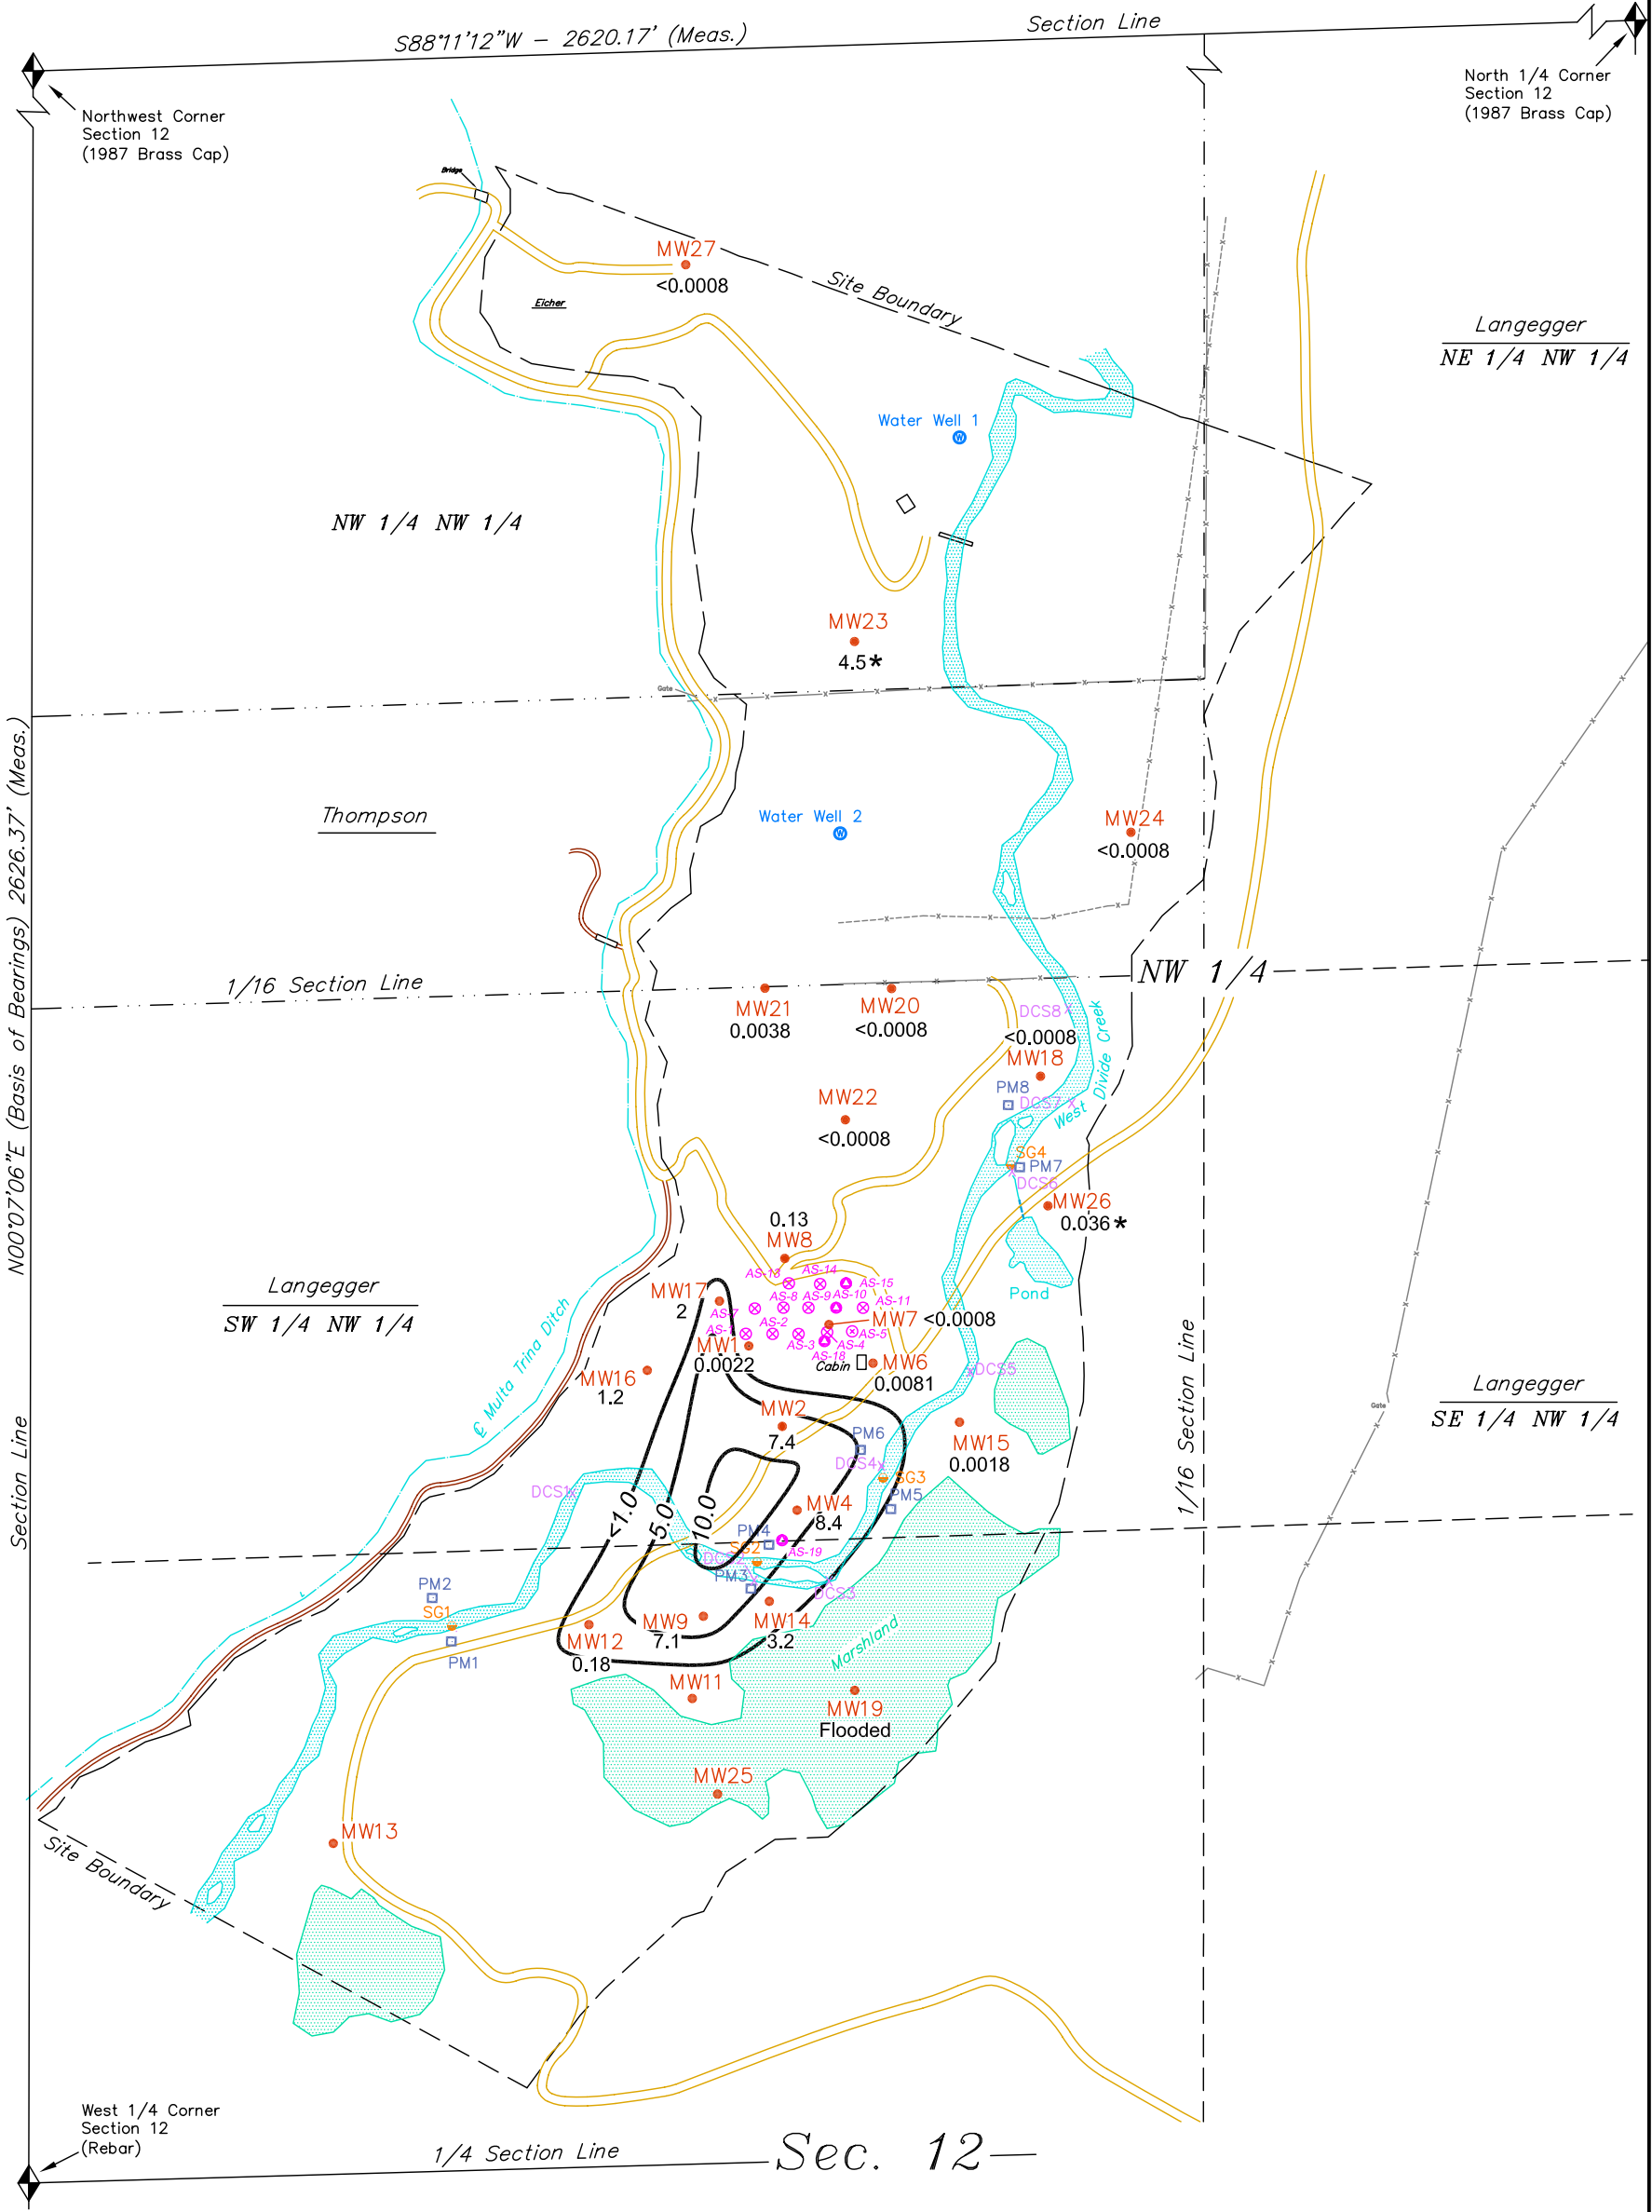 S88°11'12"W - 2620.17' (Meas.)
Section Line
Northwest Corner
Section 12
(1987 Brass Cap)
North 1/4 Corner
Section 12
(1987 Brass Cap)
Bridge
MW27
<0.0008
Eicher
Site Boundary
Langegger
NE 1/4 NW 1/4
Water Well 1
W
NW 1/4 NW 1/4
MW23
4.5*
Gate
N00°07'06"E (Basis of Bearings) 2626.37' (Meas.)
Thompson
Water Well 2
W
MW24
<0.0008
1/16 Section Line
NW 1/4
MW21
0.0038
MW20
<0.0008
DCS8x
<0.0008
MW18
West Divide Creek
PM8
DCS7x
MW22
<0.0008
SG4
PM7
DCS6
MW26
0.036*
0.13
MW8
Pond
Langegger
SW 1/4 NW 1/4
℄ Multa Trina Ditch
AS-13
AS-14
AS-15
MW17
2
AS-7
AS-8
AS-9
AS-10
AS-11
MW7
<0.0008
AS-1
AS-2
AS-3
AS-4
AS-5
AS-18
MW1
0.0022
Cabin
MW6
0.0081
xDCS5
MW16
1.2
Langegger
SE 1/4 NW 1/4
Gate
1/16 Section Line
MW2
7.4
PM6
DCS4x
SG3
PM5
MW15
0.0018
Section Line
DCS1x
<1.0
5.0
10.0
MW4
8.4
PM4
AS-19
SG2
DCS2
PM3
DCS3
PM2
SG1
PM1
MW9
7.1
MW14
3.2
MW12
0.18
Marshland
MW11
MW19
Flooded
MW25
MW13
Site Boundary
West 1/4 Corner
Section 12
(Rebar)
1/4 Section Line
Sec. 12